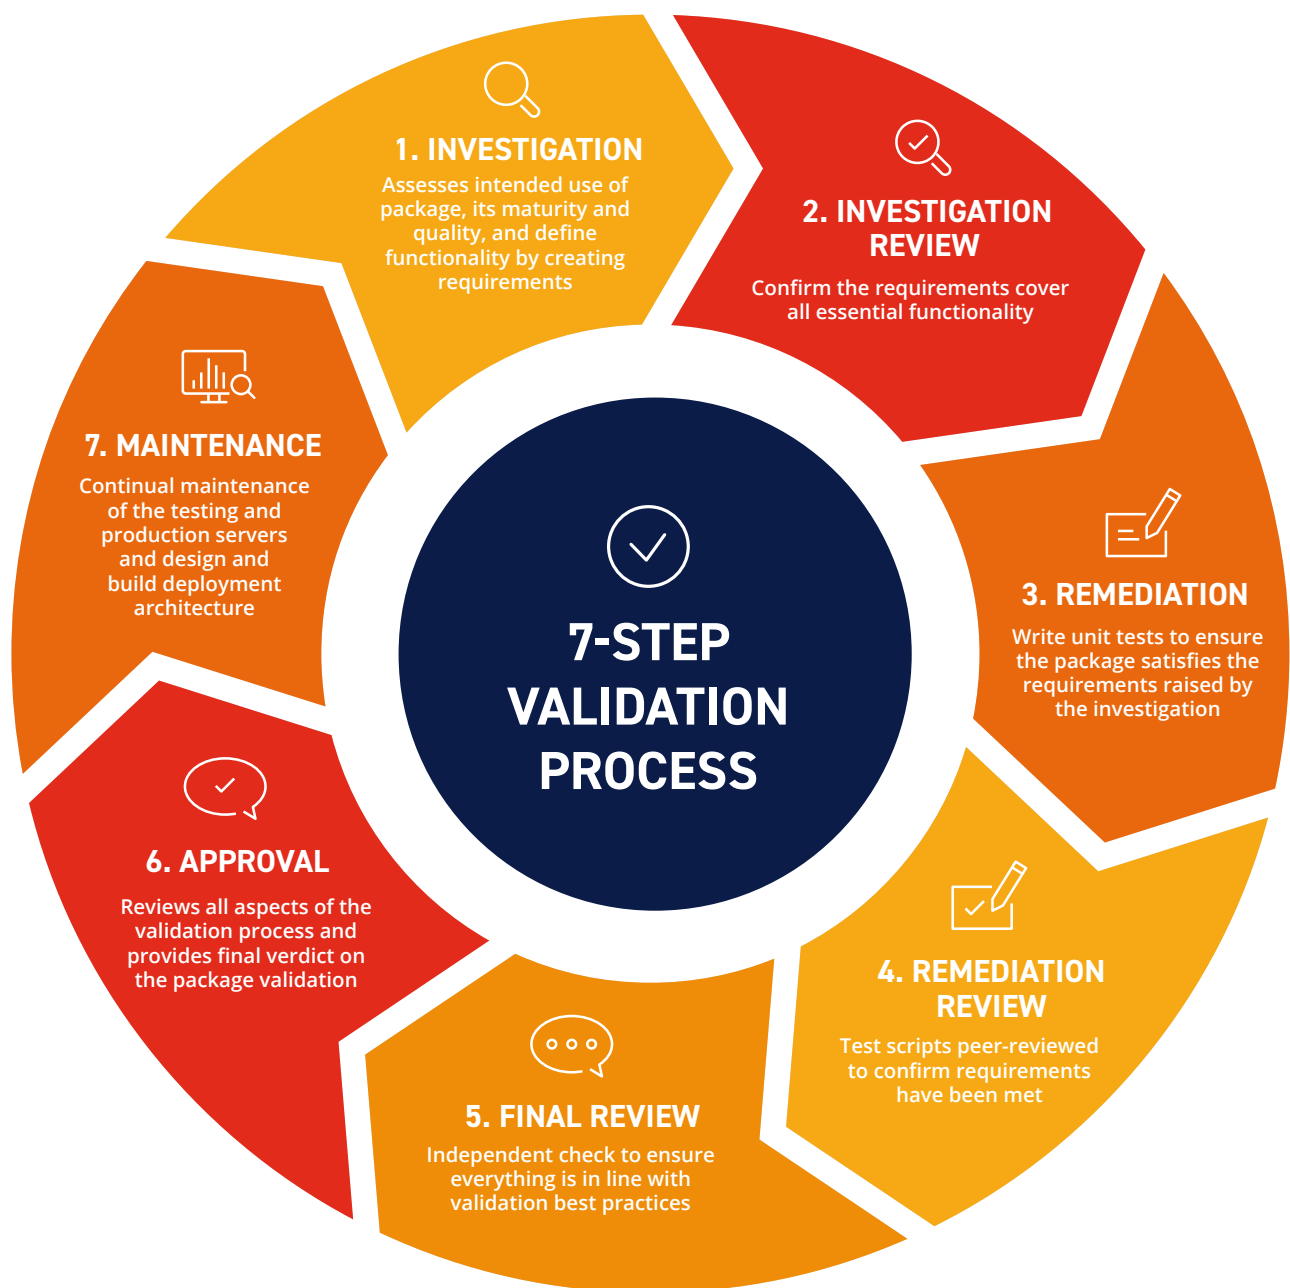 1. INVESTIGATION
Assesses intended use of
package, its maturity and
quality, and define
functionality by creating
requirements
2. INVESTIGATION
REVIEW
Confirm the requirements cover
all essential functionality
3. REMEDIATION
Write unit tests to ensure
the package satisfies the
requirements raised by
the investigation
4. REMEDIATION
REVIEW
Test scripts peer-reviewed
to confirm requirements
have been met
5. FINAL REVIEW
Independent check to ensure
everything is in line with
validation best practices
6. APPROVAL
Reviews all aspects of the
validation process and
provides final verdict on
the package validation
7. MAINTENANCE
Continual maintenance
of the testing and
production servers
and design and
build deployment
architecture
7-STEP
VALIDATION
PROCESS